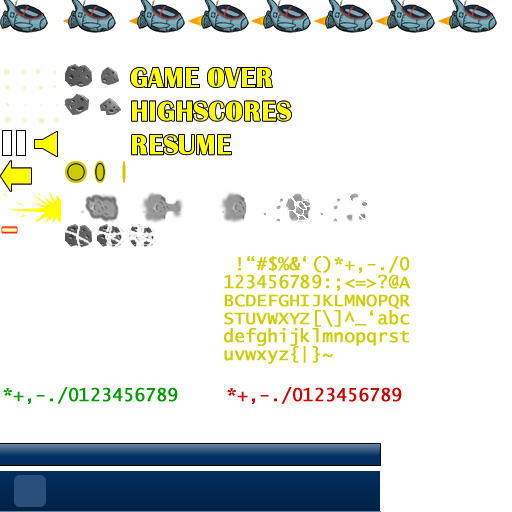 GAME OVER
HIGHSCORES
RESUME
!“#$%&‘()*+,-./0
123456789:;<=>?@A
BCDEFGHIJKLMNOPQR
STUVWXYZ[\]^_‘abc
defghijklmnopqrst
uvwxyz{|}~
*+,-./0123456789
*+,-./0123456789